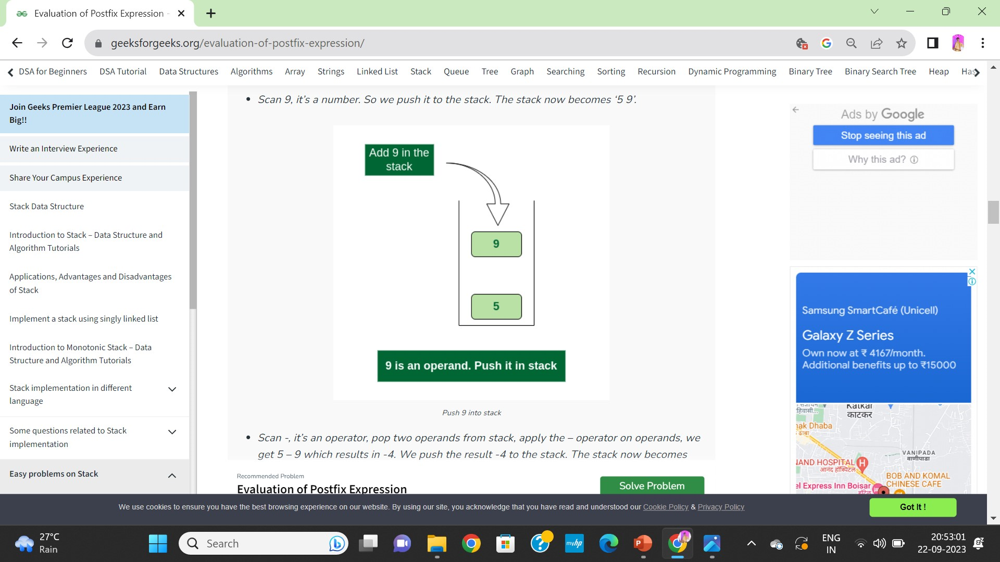 Evaluation of Postfix Expression -
geeksforgeeks.org/evaluation-of-postfix-expression/
DSA for Beginners DSA Tutorial Data Structures Algorithms Array Strings Linked List Stack Queue Tree Graph Searching Sorting Recursion Dynamic Programming Binary Tree Binary Search Tree Heap Has
Join Geeks Premier League 2023 and Earn
Big!!
Write an Interview Experience
Share Your Campus Experience
Stack Data Structure
Introduction to Stack – Data Structure and
Algorithm Tutorials
Applications, Advantages and Disadvantages
of Stack
Implement a stack using singly linked list
Introduction to Monotonic Stack – Data
Structure and Algorithm Tutorials
Stack implementation in different
language
Some questions related to Stack
implementation
Easy problems on Stack
• Scan 9, it’s a number. So we push it to the stack. The stack now becomes ‘5 9’.
Add 9 in the
stack
9
5
9 is an operand. Push it in stack
Push 9 into stack
• Scan -, it’s an operator, pop two operands from stack, apply the – operator on operands, we
get 5 – 9 which results in -4. We push the result -4 to the stack. The stack now becomes
Recommended Problem
Evaluation of Postfix Expression
Solve Problem
Ads by Google
Stop seeing this ad
Why this ad?
Samsung SmartCafé (Unicell)
Galaxy Z Series
Own now at ₹ 4167/month.
Additional benefits up to ₹15000
Katkar
काटकर
nak Dhaba
ढाबा
VANIPADA
वाणीपाडा
NAND HOSPITAL H
आनंद हॉस्पिटल
BOB AND KOMAL
CHINESE CAFE
el Express Inn Boisar
We use cookies to ensure you have the best browsing experience on our website. By using our site, you acknowledge that you have read and understood our Cookie Policy & Privacy Policy
Got It !
27°C
Rain
Search
myhp
ENG
IN
20:53:01
22-09-2023